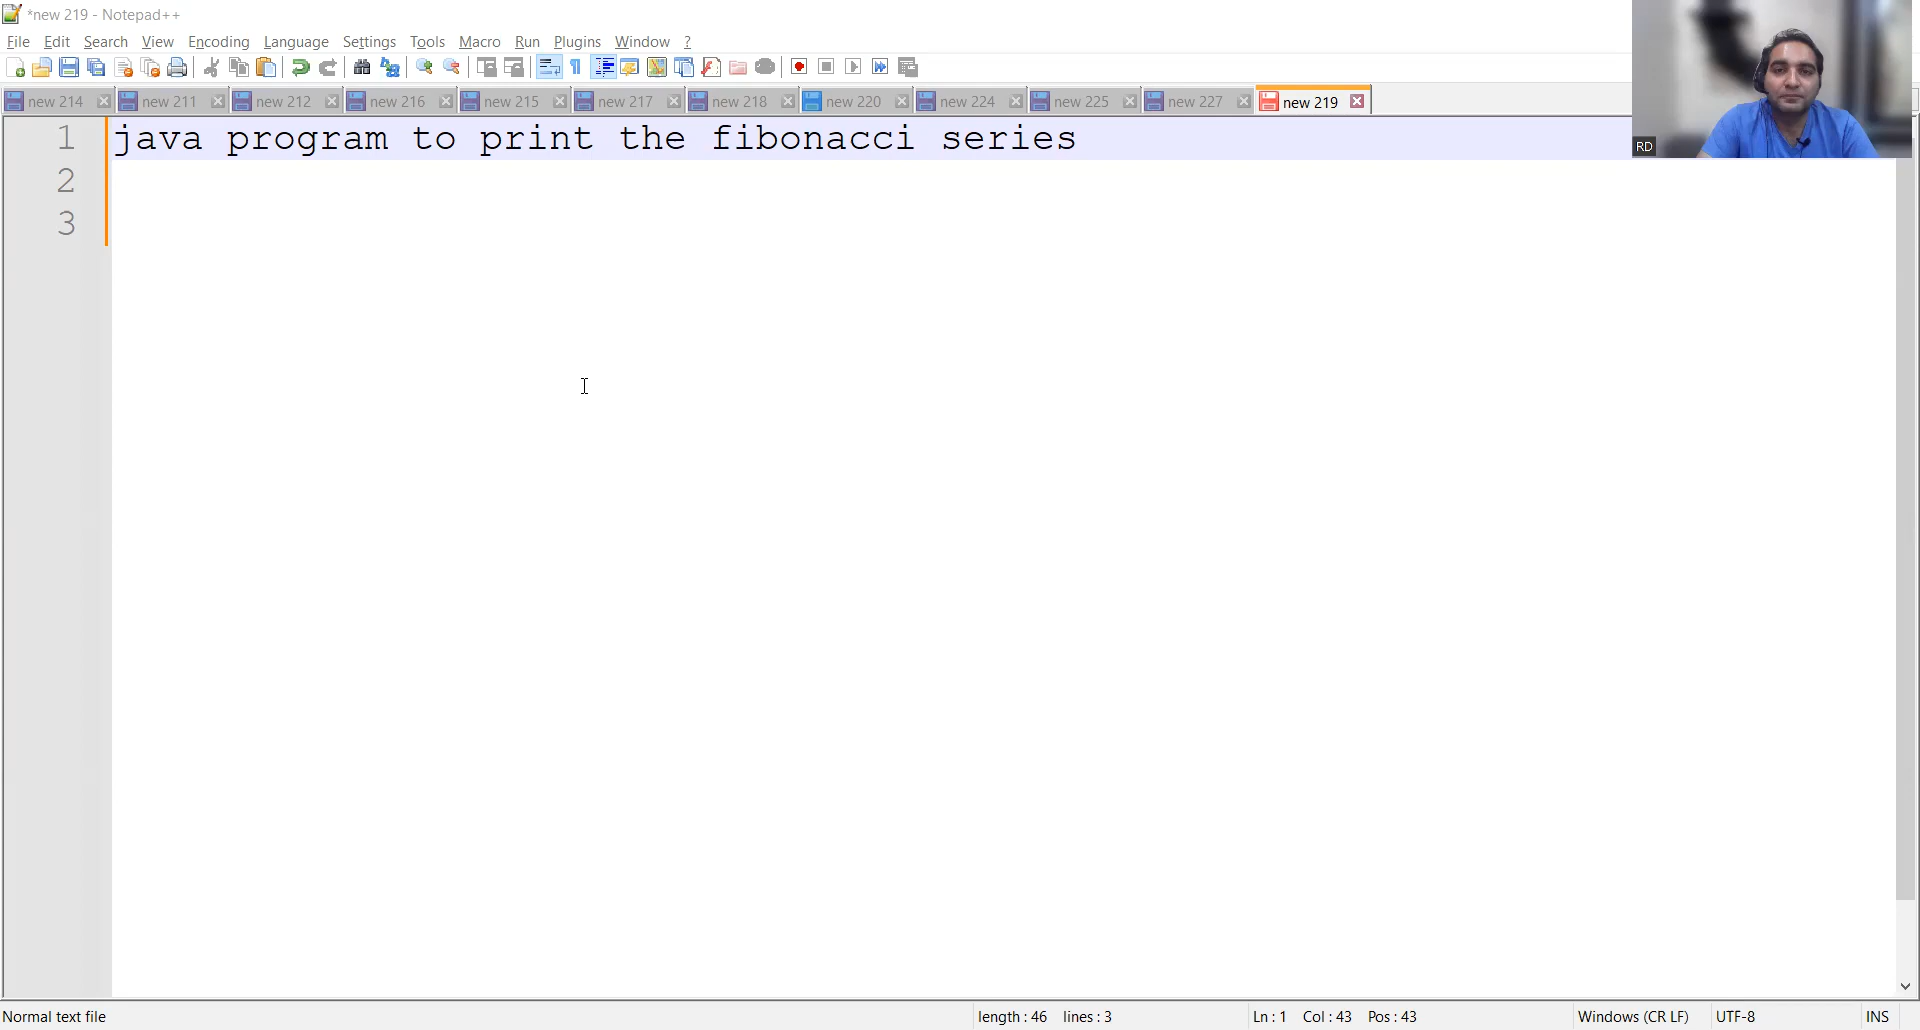 *new 219 - Notepad++
File Edit Search View Encoding Language Settings Tools Macro Run Plugins Window ?
new 214 new 211 new 212 new 216 new 215 new 217 new 218 new 220 new 224 new 225 new 227 new 219
1 java program to print the fibonacci series
2
3
RD
Normal text file length : 46 lines : 3 Ln : 1 Col : 43 Pos : 43 Windows (CR LF) UTF-8 INS